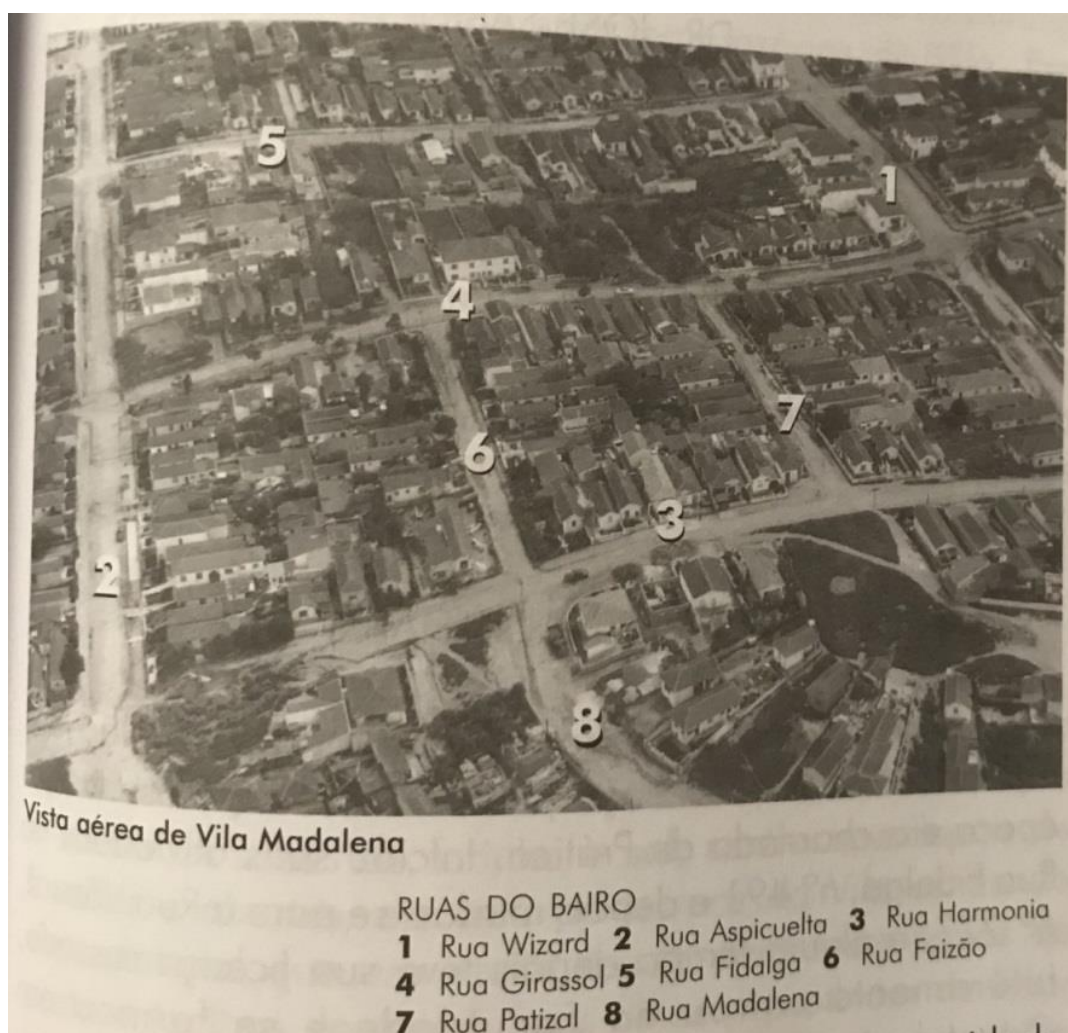 5
1
4
7
6
3
2
8
Vista aérea de Vila Madalena
RUAS DO BAIRO
1 Rua Wizard 2 Rua Aspicuelta 3 Rua Harmonia
4 Rua Girassol 5 Rua Fidalga 6 Rua Faizão
7 Rua Patizal 8 Rua Madalena